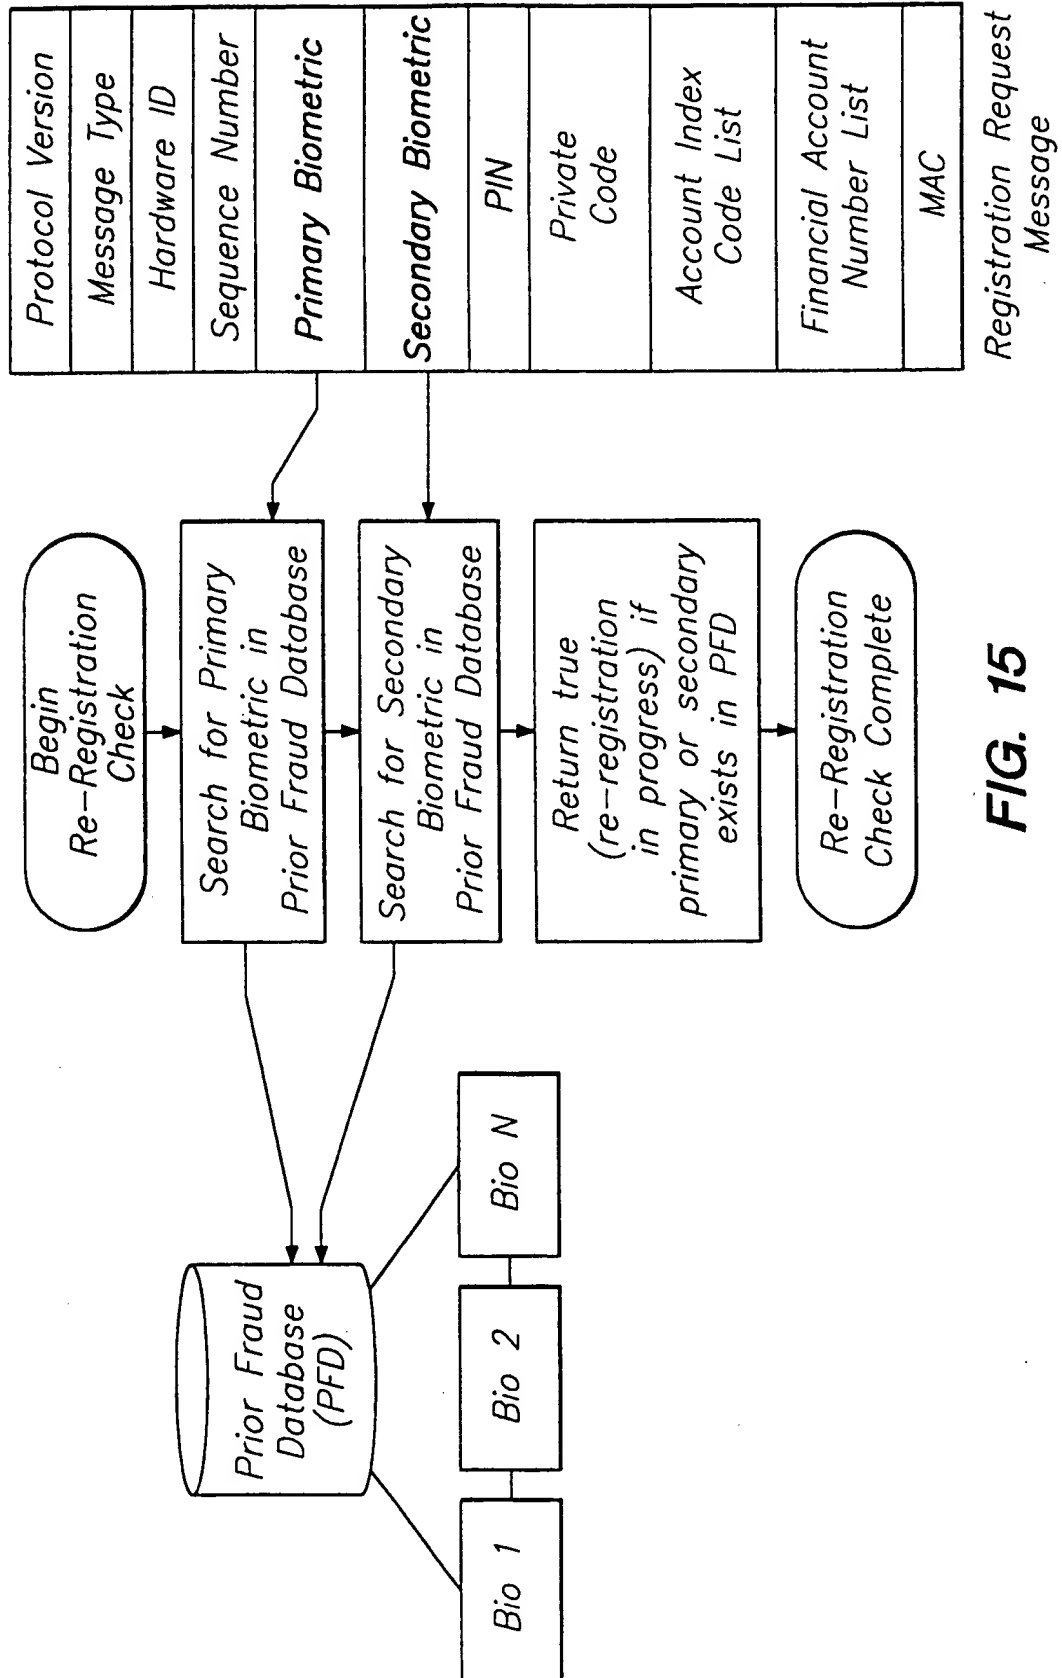 Prior Fraud
Database
(PFD)
Bio 1
Bio 2
Bio N
Begin
Re-Registration
Check
Search for Primary
Biometric in
Prior Fraud Database
Search for Secondary
Biometric in
Prior Fraud Database
Return true
(re-registration
in progress) if
primary or secondary
exists in PFD
Re-Registration
Check Complete
Protocol Version
Message Type
Hardware ID
Sequence Number
Primary Biometric
Secondary Biometric
PIN
Private
Code
Account Index
Code List
Financial Account
Number List
MAC
Registration Request
Message
FIG. 15